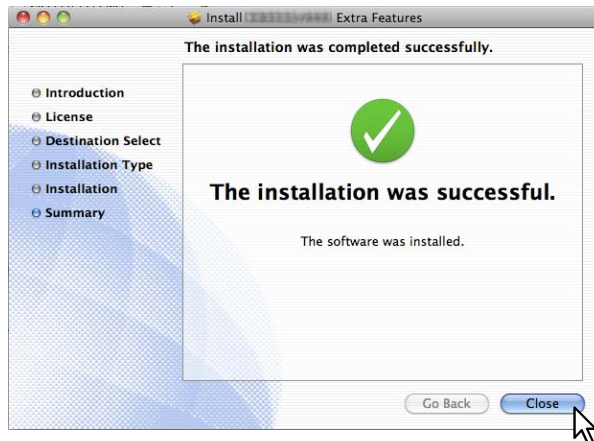 Install Extra Features
The installation was completed successfully.
Introduction
License
Destination Select
Installation Type
Installation
Summary
The installation was successful.
The software was installed.
Go Back
Close